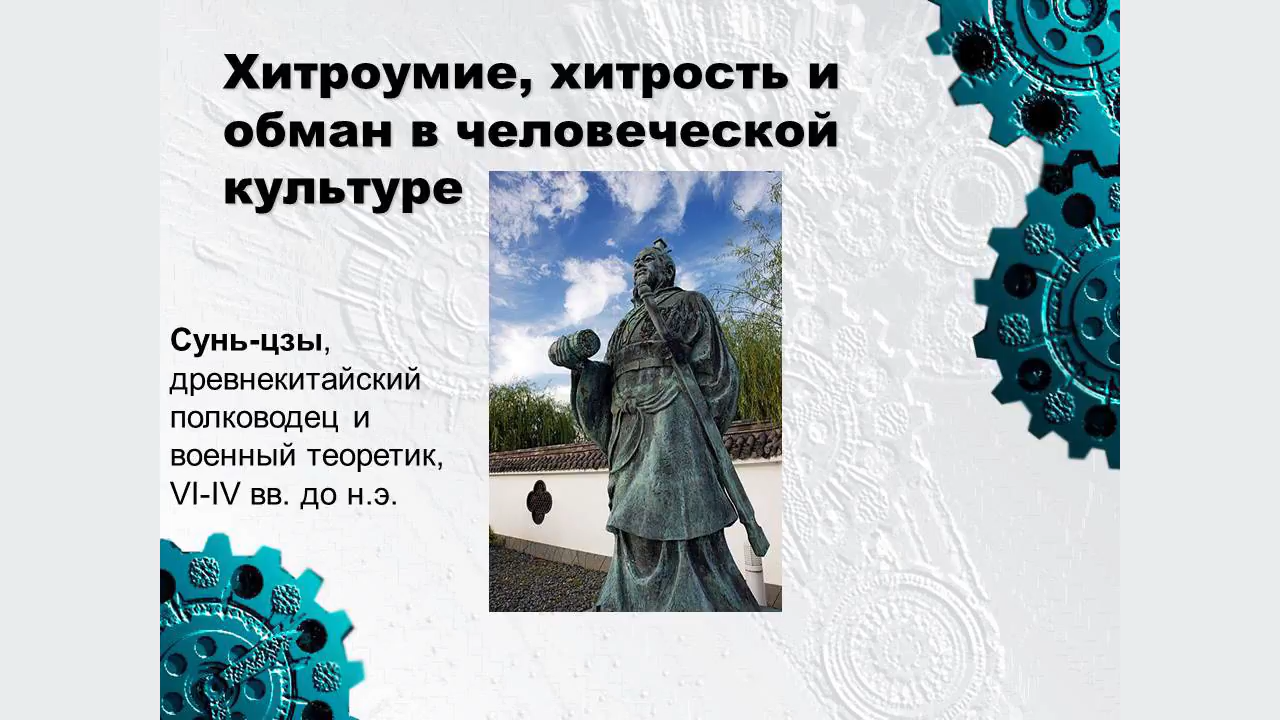 Хитроумие, хитрость и
обман в человеческой
культуре
Сунь-цзы,
древнекитайский
полководец и
военный теоретик,
VI-IV вв. до н.э.